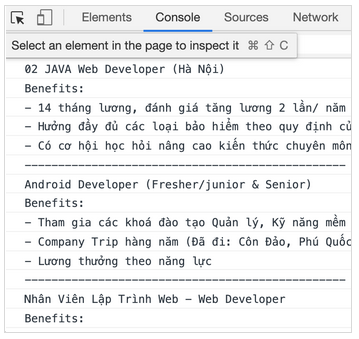 Elements Console Sources Network
Select an element in the page to inspect it ⌘ ⇧ C
02 JAVA Web Developer (Hà Nội)
Benefits:
- 14 tháng lương, đánh giá tăng lương 2 lần/ năm
- Hưởng đầy đủ các loại bảo hiểm theo quy định củ
- Có cơ hội học hỏi nâng cao kiến thức chuyên môn
--------------------------------------------------
Android Developer (Fresher/junior & Senior)
Benefits:
- Tham gia các khoá đào tạo Quản lý, Kỹ năng mềm
- Company Trip hàng năm (Đã đi: Côn Đảo, Phú Quốc
- Lương thưởng theo năng lực
--------------------------------------------------
Nhân Viên Lập Trình Web - Web Developer
Benefits: